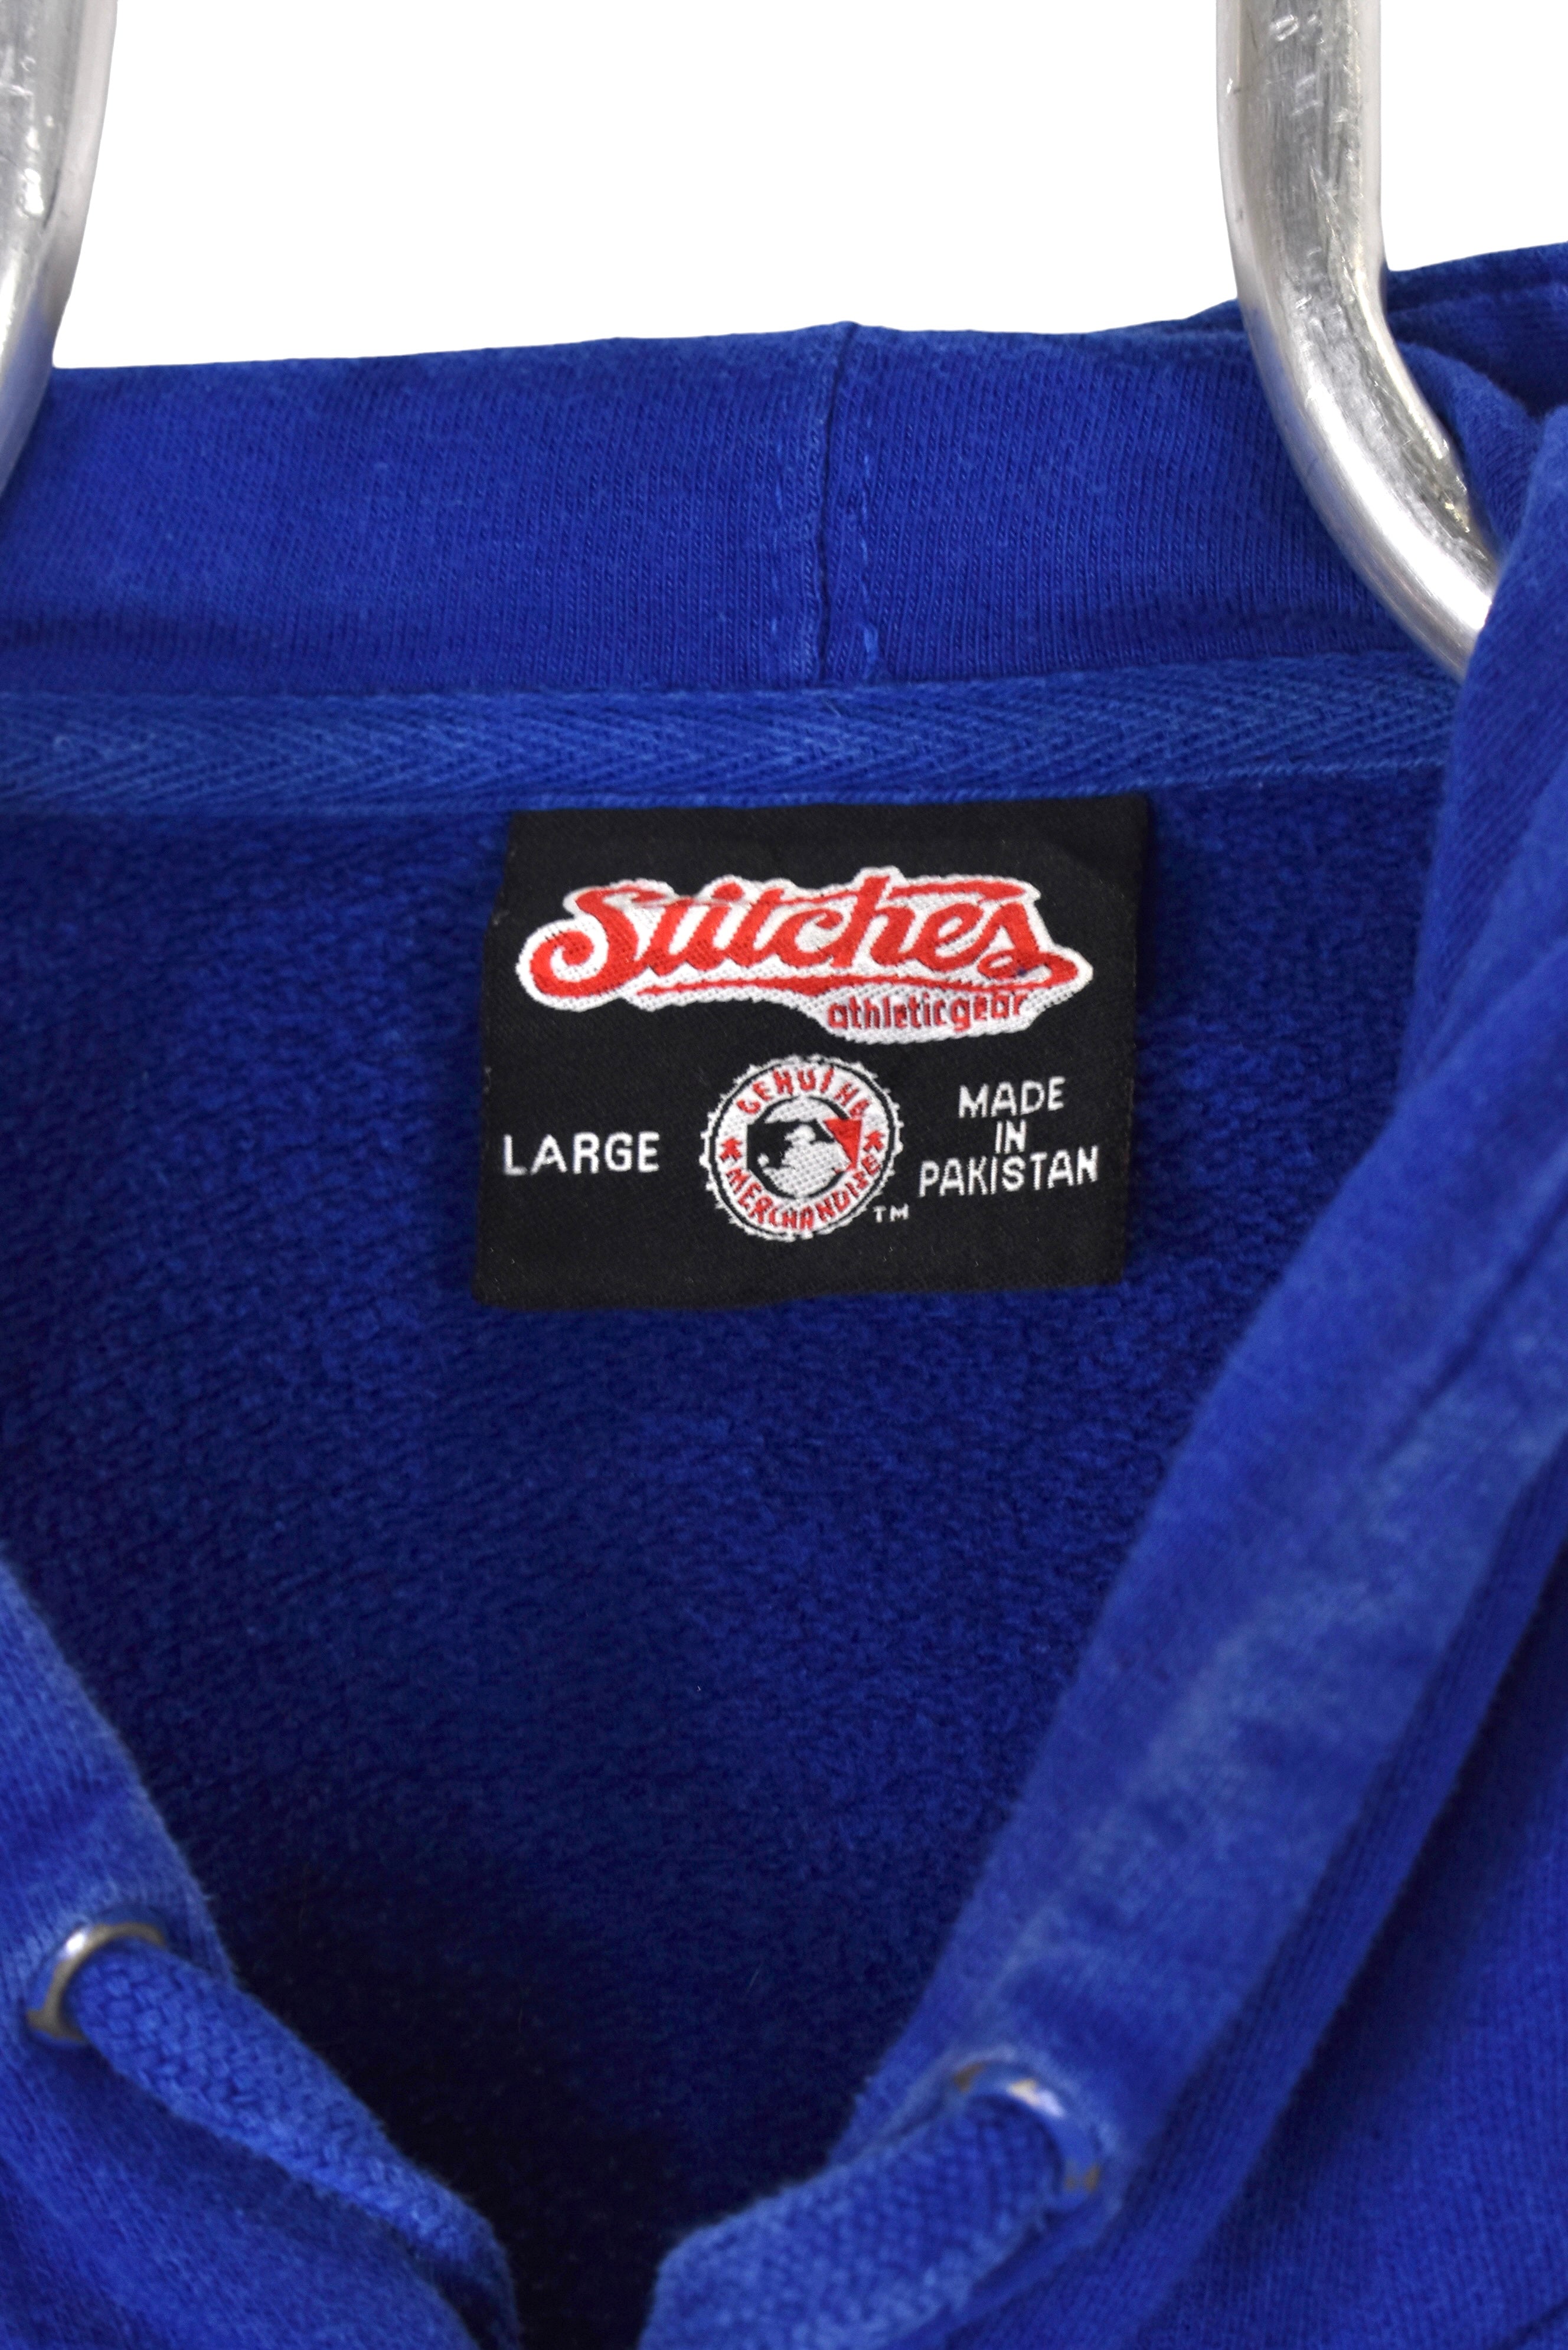 Stitches
athletic gear
LARGE
GENUINE
MERCHANDISE
TM
MADE
IN
PAKISTAN